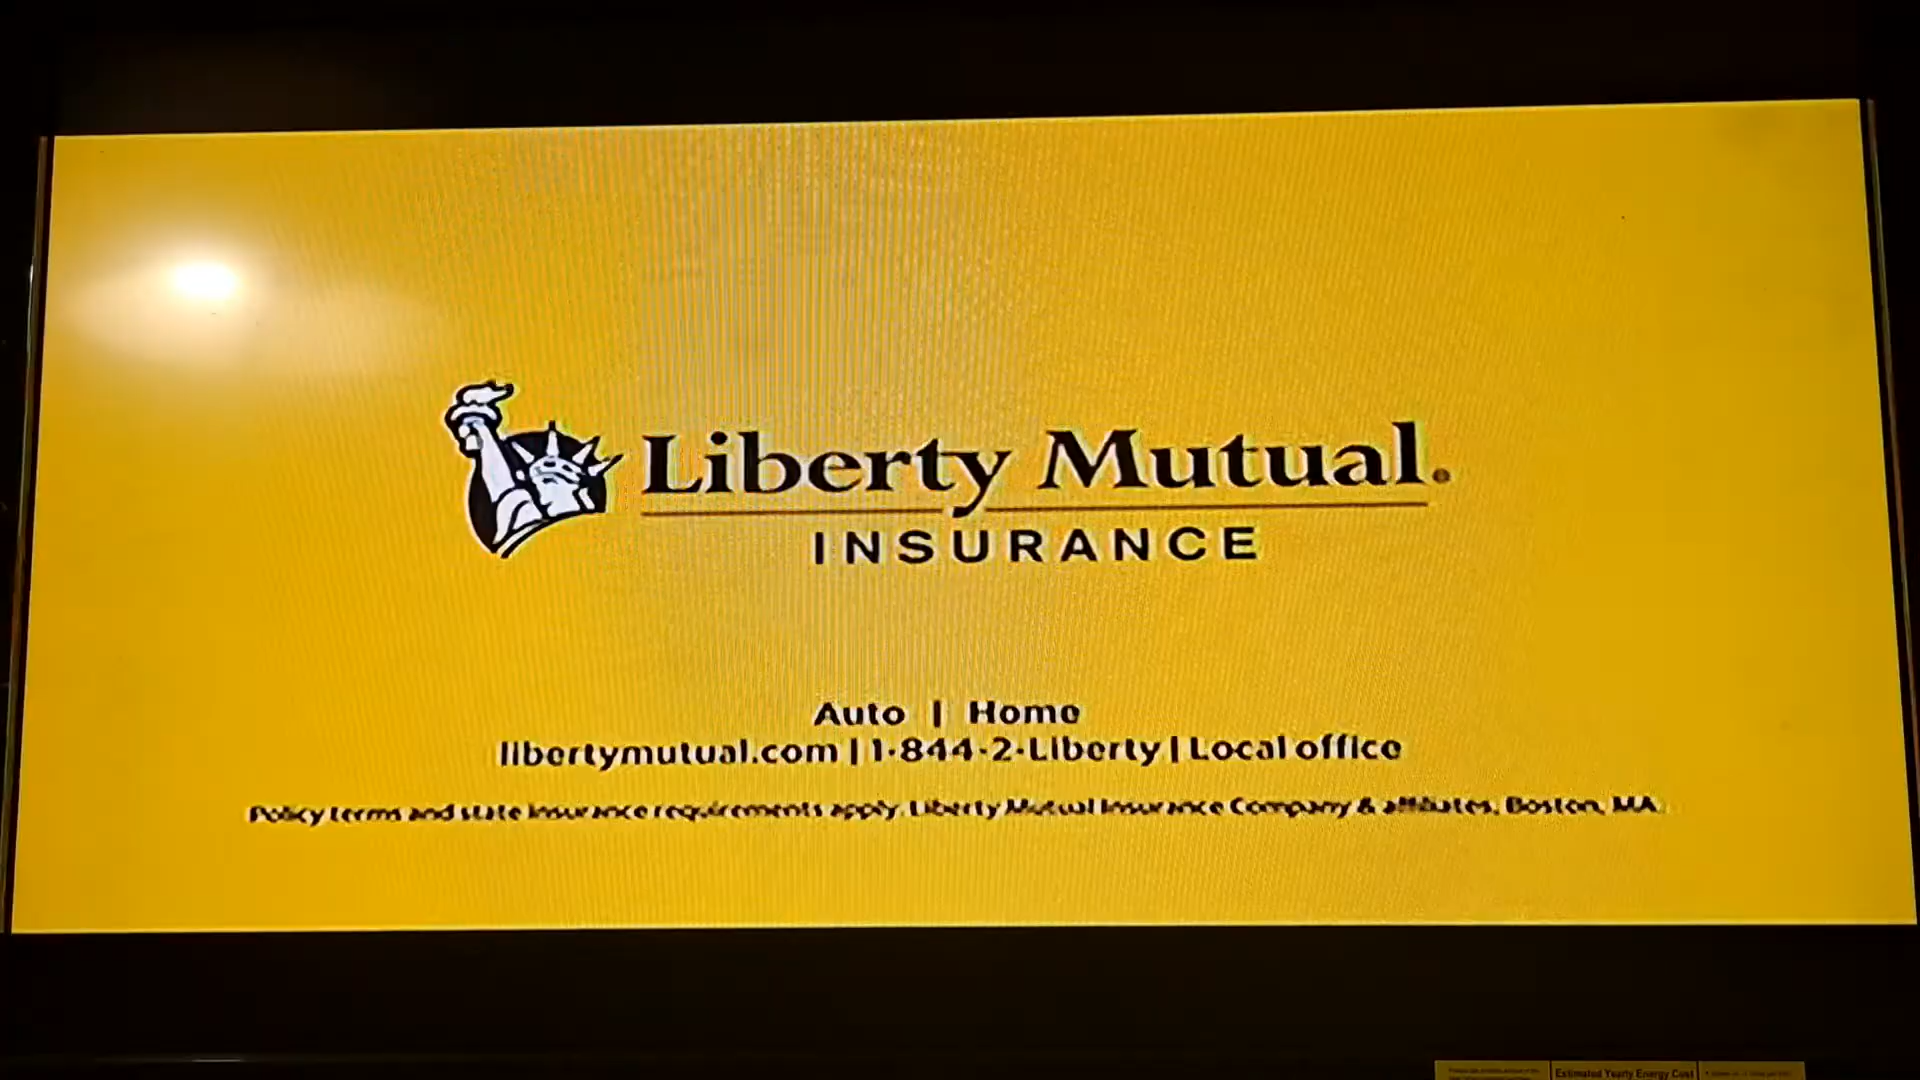 Liberty Mutual
INSURANCE
Auto | Home
libertymutual.com | 1-844-2-Liberty | Local office
Policy terms and state insurance requirements apply. Liberty Mutual Insurance Company & affiliates, Boston, MA.
Estimated Yearly Energy Cost